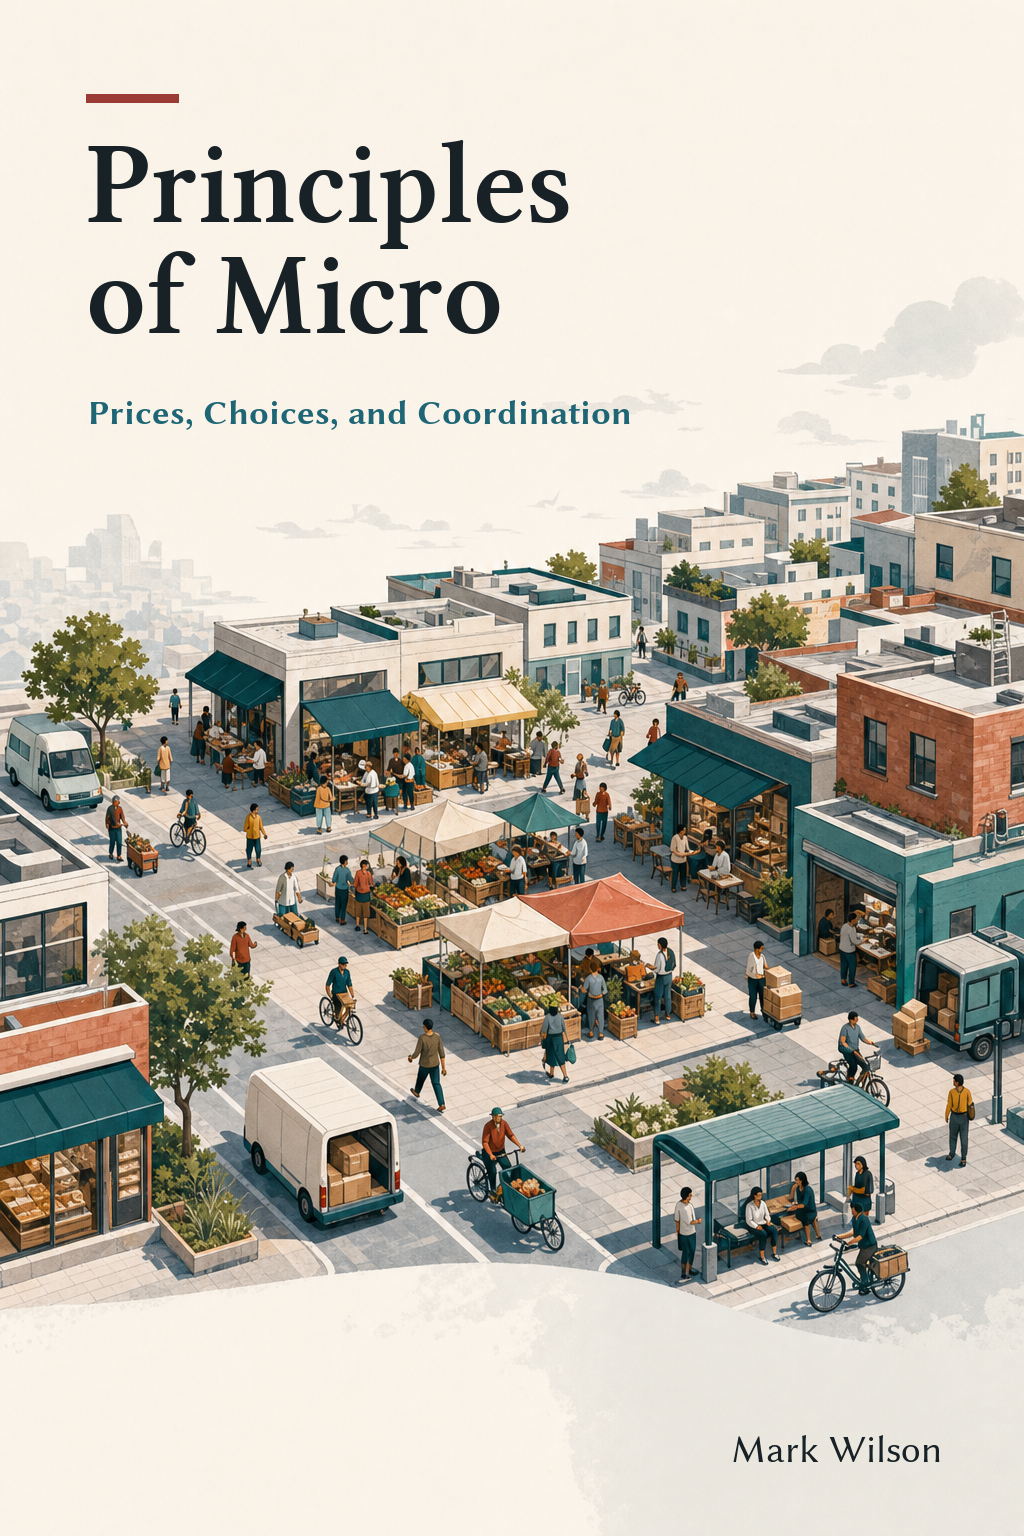 Principles
of Micro
Prices, Choices, and Coordination
Mark Wilson